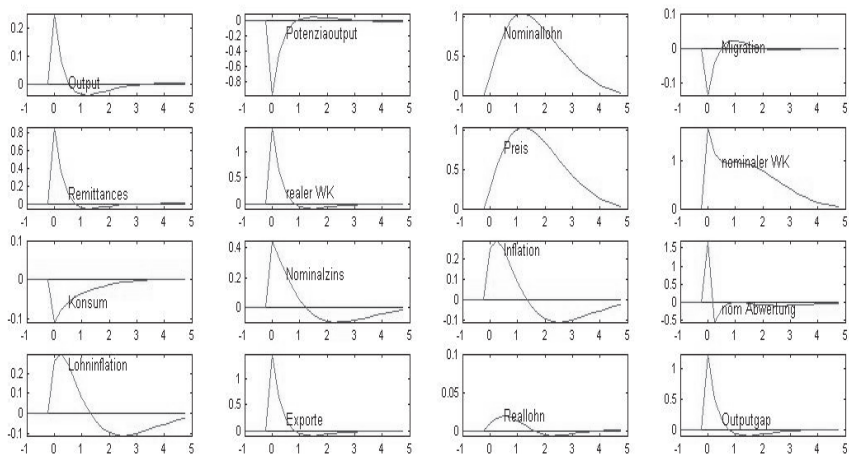 0.2
0.1
0
-1 0 1 2 3 4 5
Output
0
-0.2
-0.4
-0.6
-0.8
-1 0 1 2 3 4 5
Potenziaoutput
1
0.5
0
-1 0 1 2 3 4 5
Nominallohn
0.1
0
-0.1
-1 0 1 2 3 4 5
Migration
0.8
0.6
0.4
0.2
0
-1 0 1 2 3 4 5
Remittances
1
0
-1 0 1 2 3 4 5
realer WK
1
0.5
0
-1 0 1 2 3 4 5
Preis
1
0
-1 0 1 2 3 4 5
nominaler WK
0.1
0
-0.1
-1 0 1 2 3 4 5
Konsum
0.4
0.2
0
-1 0 1 2 3 4 5
Nominalzins
0.2
0.1
0
-0.1
-1 0 1 2 3 4 5
Inflation
1.5
1
0.5
0
-0.5
-1 0 1 2 3 4 5
nom Abwertung
0.2
0.1
0
-0.1
-1 0 1 2 3 4 5
Lohninflation
1
0
-1 0 1 2 3 4 5
Exporte
0.1
0.05
0
-1 0 1 2 3 4 5
Reallohn
1
0.5
0
-1 0 1 2 3 4 5
Outputgap